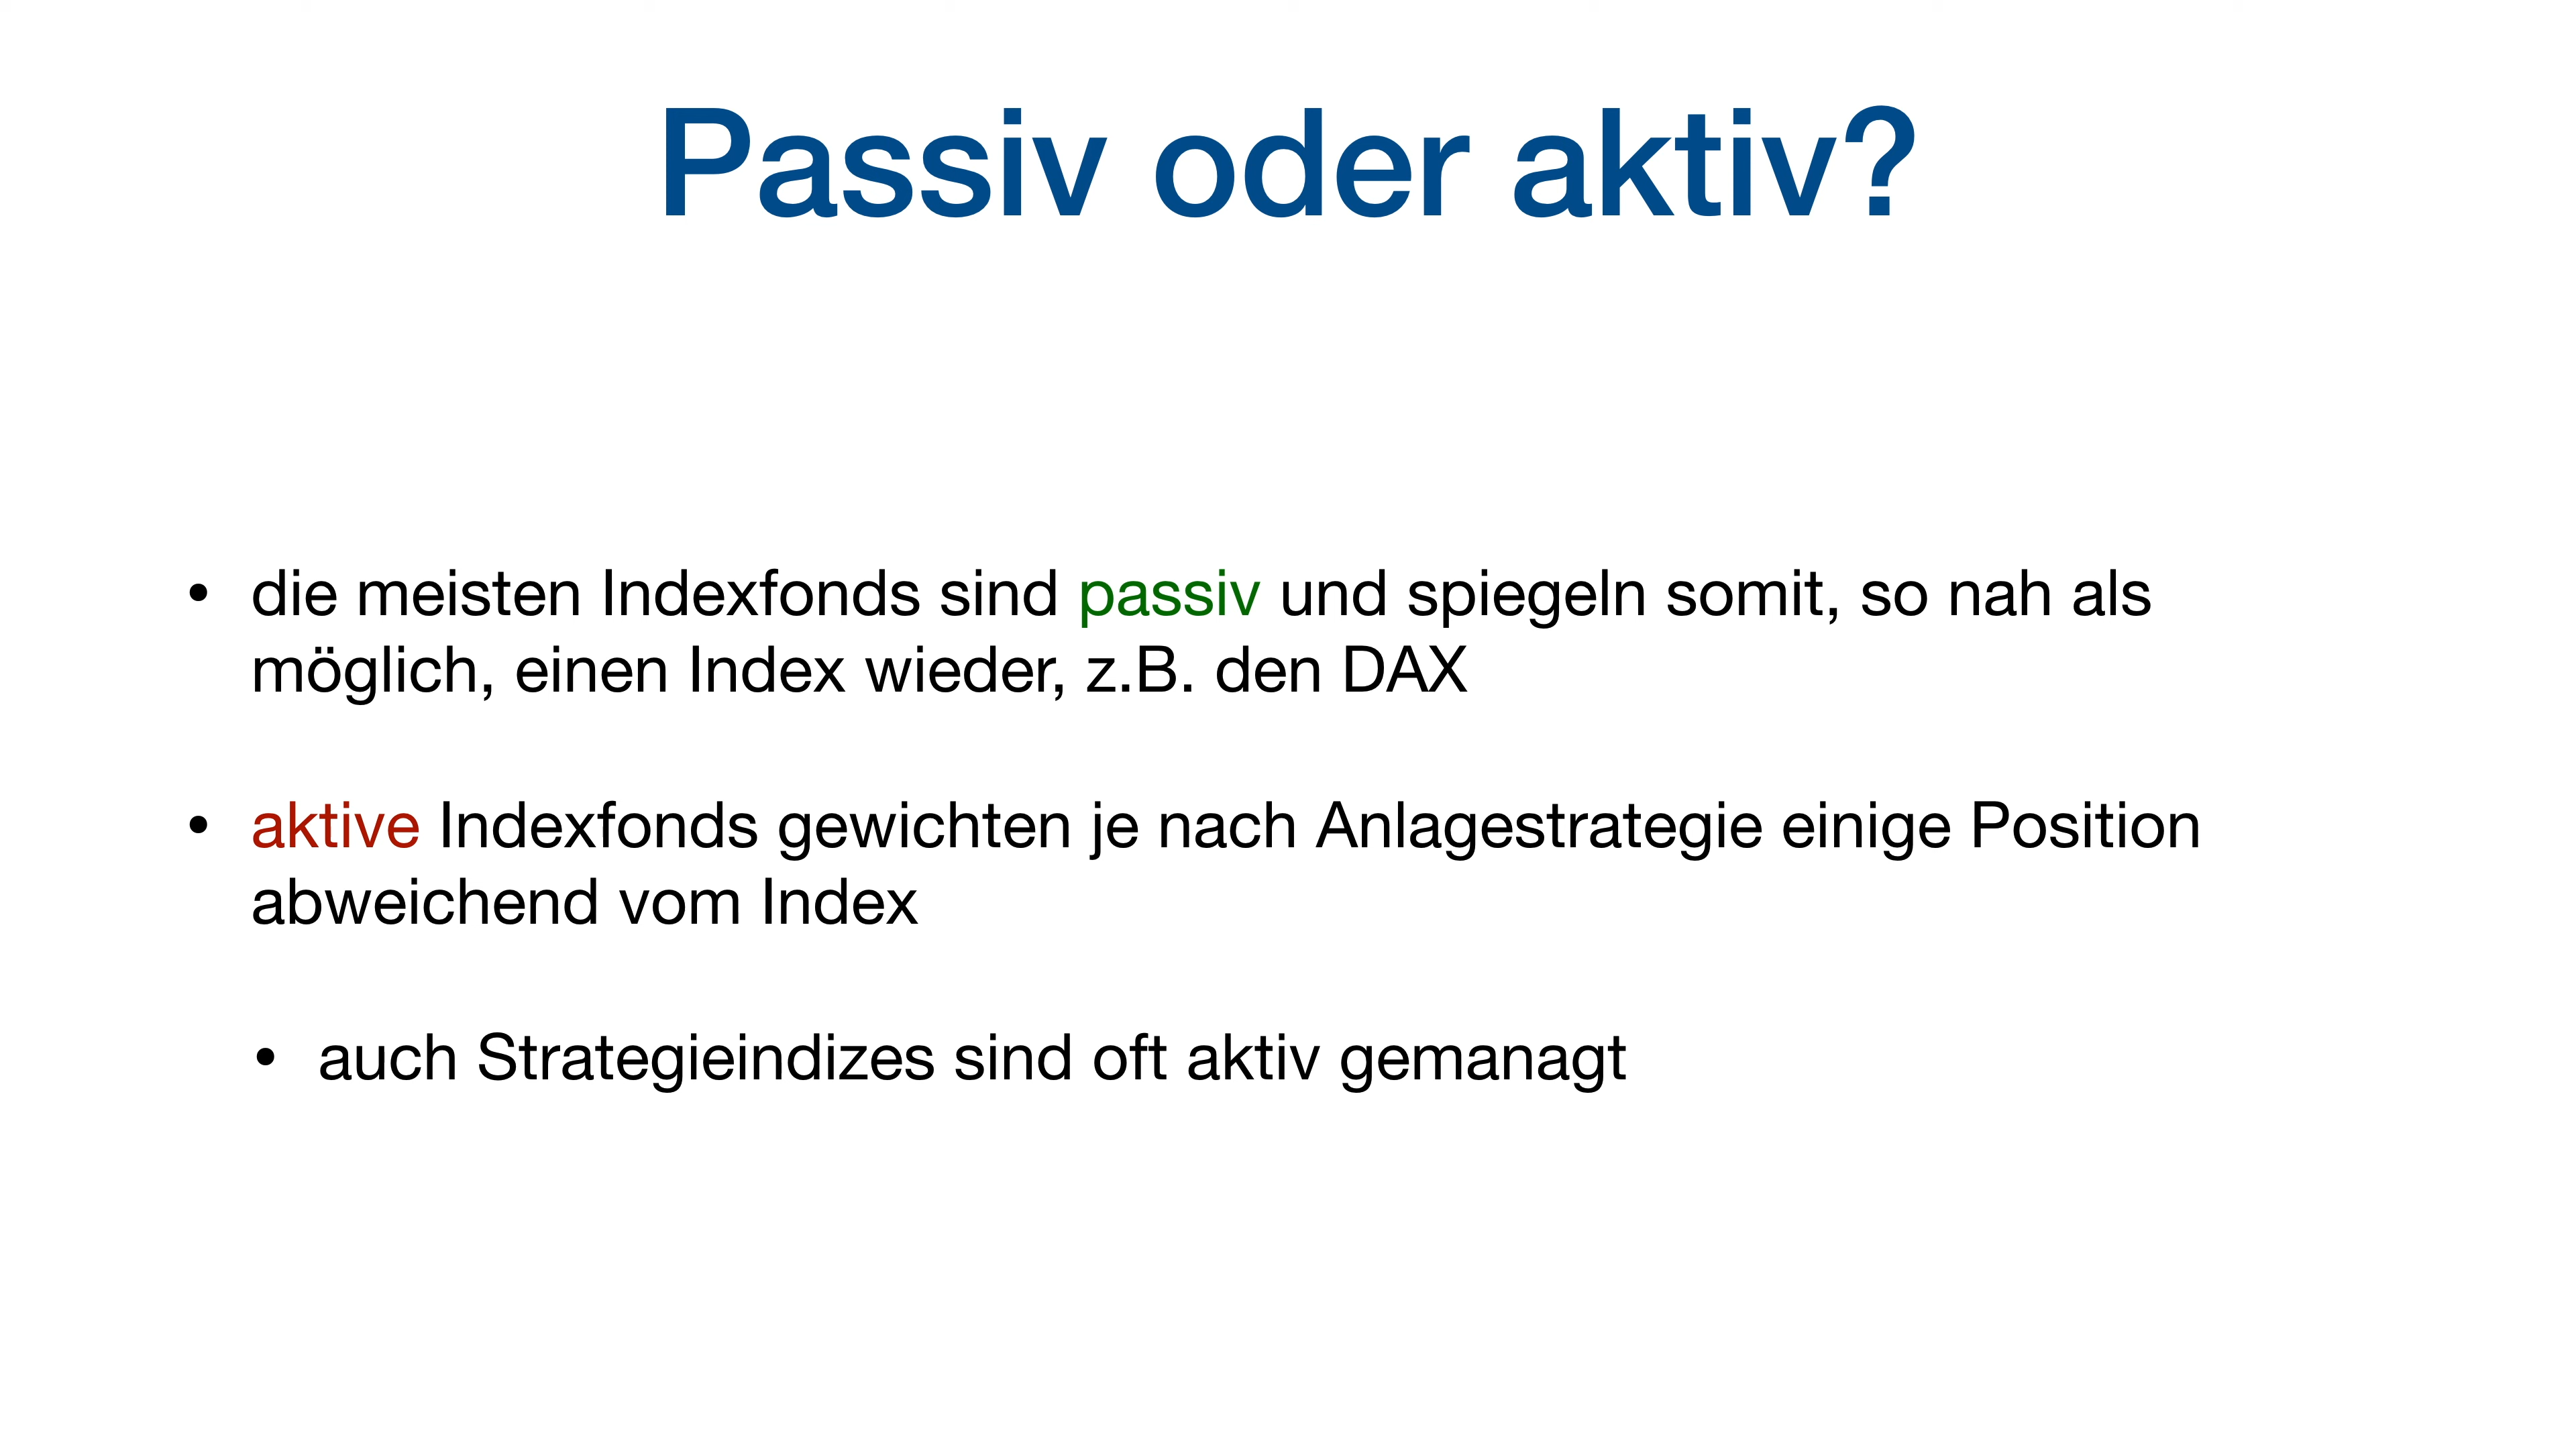 Passiv oder aktiv?
• die meisten Indexfonds sind passiv und spiegeln somit, so nah als
möglich, einen Index wieder, z.B. den DAX
• aktive Indexfonds gewichten je nach Anlagestrategie einige Position
abweichend vom Index
• auch Strategieindizes sind oft aktiv gemanagt